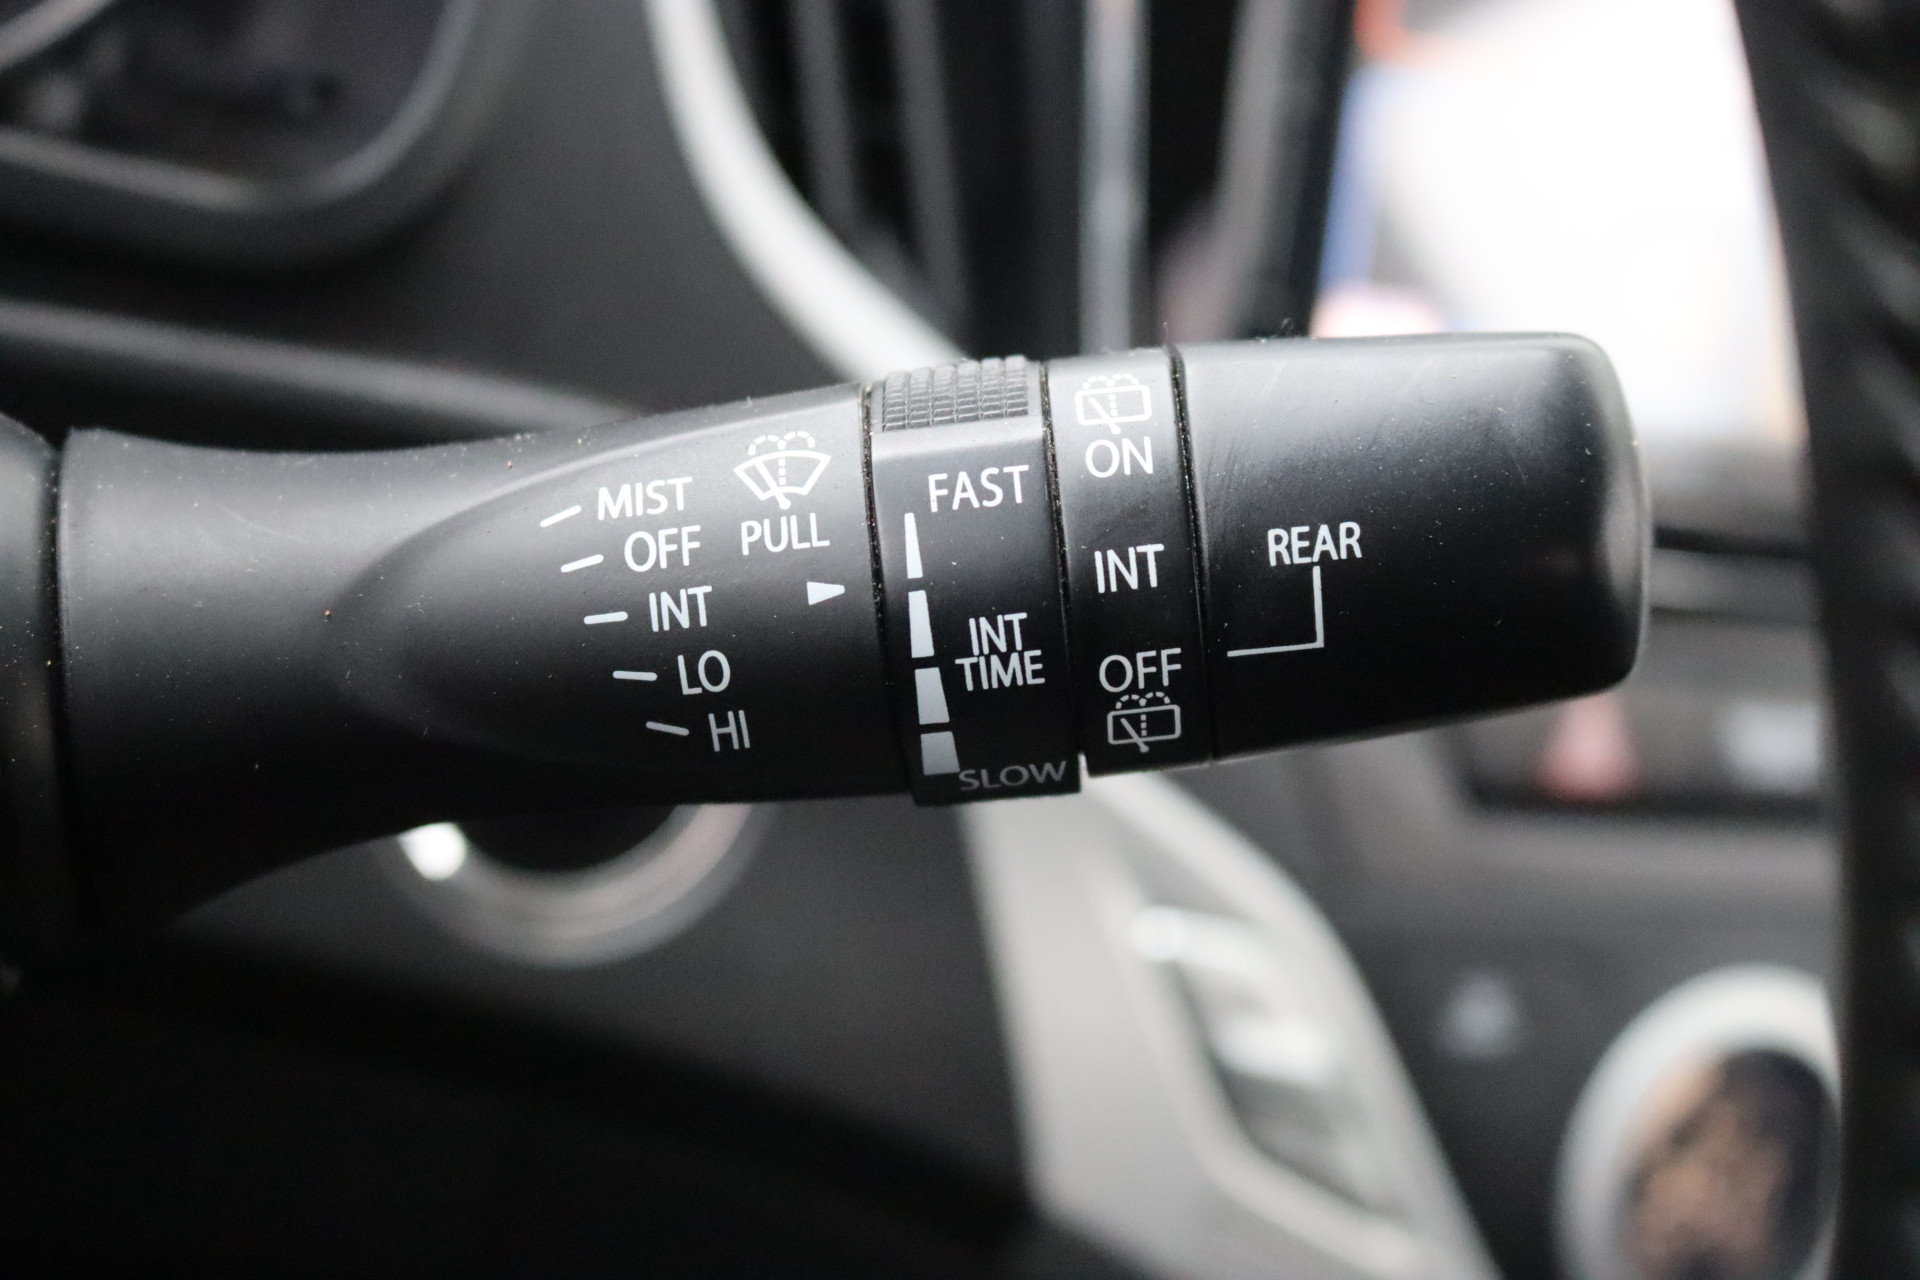 MIST
OFF
INT
LO
HI
PULL
FAST
INT
TIME
SLOW
ON
INT
OFF
REAR